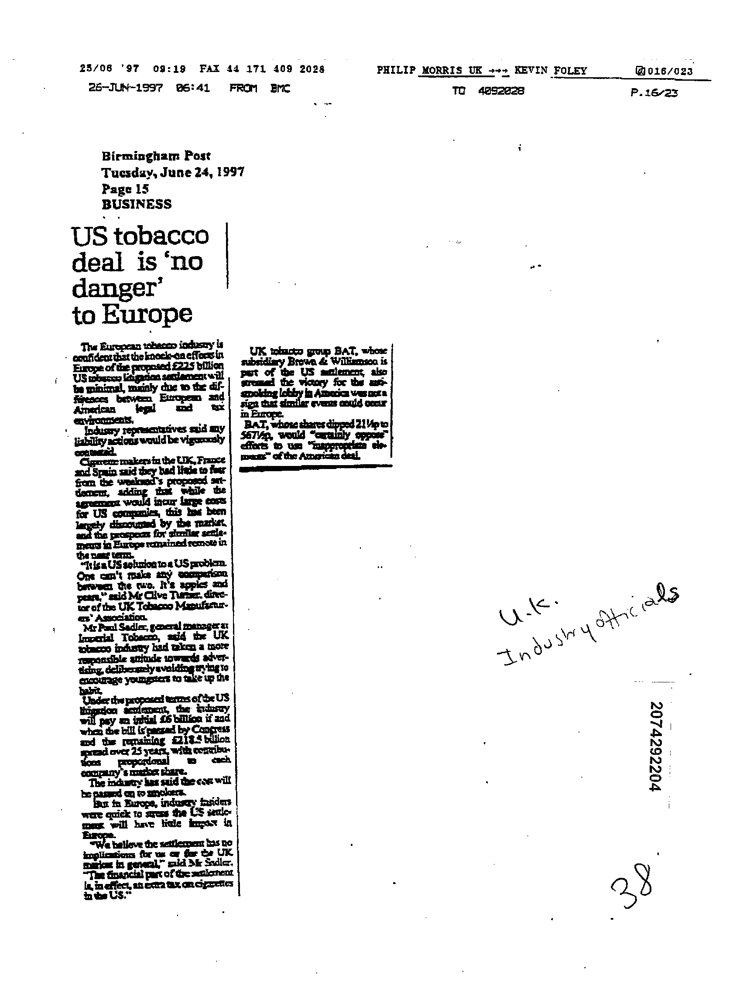 25/06 '97 09:19 FAX 44 171 409 2028 PHILIP MORRIS UK →→→ KEVIN FOLEY 016/023
26-JUN-1997 06:41 FROM BMC TO 4092028 P.16/23
Birmingham Post
Tuesday, June 24, 1997
Page 15
BUSINESS
US tobacco
deal is 'no
danger'
to Europe
The European tobacco industry is
confident that the knock-on effects in
Europe of the proposed £225 billion
US tobacco litigation settlement will
be minimal, mainly due to the dif-
ferences between European and
American legal and tax
environments.
Industry representatives said any
liability actions would be vigorously
contested.
Cigarette makers in the UK, France
and Spain said they had little to fear
from the weekend's proposed set-
tlement, adding that while the
agreement would incur large costs
for US companies, this has been
largely discounted by the market,
and the prospects for similar settle-
ments in Europe remained remote in
the near term.
"It is a US solution to a US problem.
One can't make any comparison
between the two. It's apples and
pears," said Mr Clive Turner, direc-
tor of the UK Tobacco Manufactur-
ers' Association.
Mr Paul Sadler, general manager at
Imperial Tobacco, said the UK
tobacco industry had taken a more
responsible attitude towards adver-
tising, deliberately avoiding trying to
encourage youngsters to take up the
habit.
Under the proposed terms of the US
litigation settlement, the industry
will pay an initial £6 billion if and
when the bill is passed by Congress
and the remaining £218.5 billion
spread over 25 years, with contribu-
tions proportional to each
company's market share.
The industry has said the cost will
be passed on to smokers.
But in Europe, industry insiders
were quick to stress the US settle-
ment will have little impact in
Europe.
"We believe the settlement has no
implications for us or for the UK
market in general," said Mr Sadler.
"The financial part of the settlement
is, in effect, an extra tax on cigarettes
in the US."
UK tobacco group BAT, whose
subsidiary Brown & Williamson is
part of the US settlement, also
stressed the victory for the anti-
smoking lobby in America was not a
sign that similar events could occur
in Europe.
BAT, whose shares dipped 21½p to
567½p, would "certainly oppose"
efforts to use "inappropriate ele-
ments" of the American deal.
U.K.
Industry officials
2074292204
38